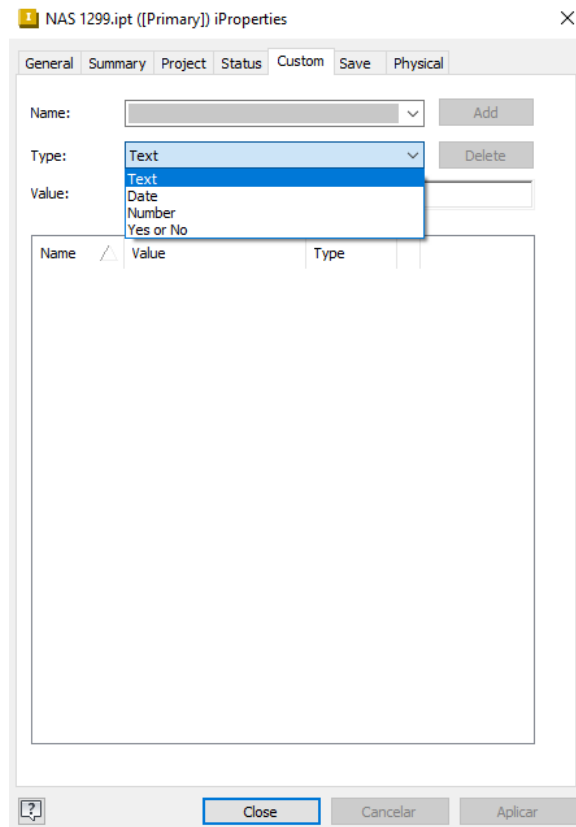 NAS 1299.ipt ([Primary]) iProperties
General Summary Project Status Custom Save Physical
Name:
Add
Type:
Text
Delete
Text
Value:
Date
Number
Yes or No
Name Value Type
Close Cancelar Aplicar